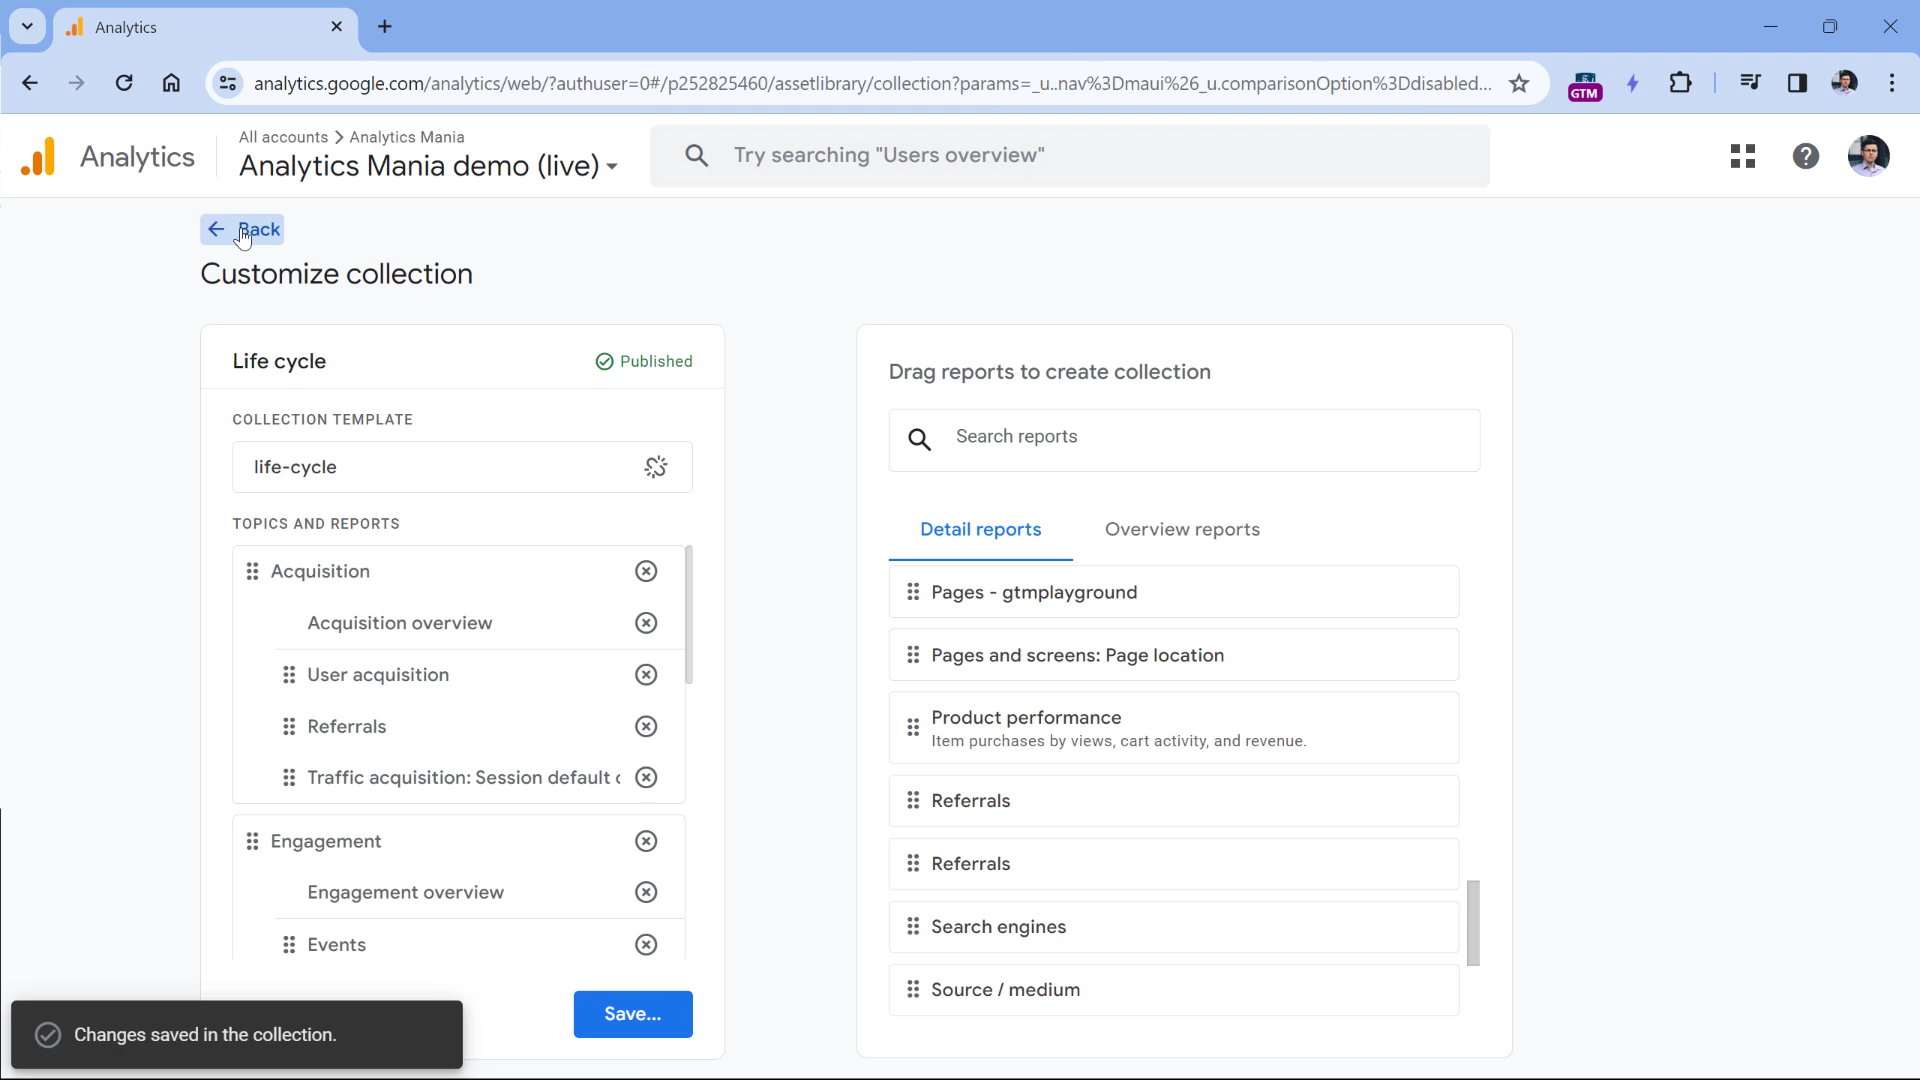 Analytics
analytics.google.com/analytics/web/?authuser=0#/p252825460/assetlibrary/collection?params=_u..nav%3Dmaui%26_u.comparisonOption%3Ddisabled...
GTM
Analytics
All accounts > Analytics Mania
Analytics Mania demo (live)
Try searching "Users overview"
Back
Customize collection
Life cycle
Published
COLLECTION TEMPLATE
life-cycle
TOPICS AND REPORTS
Acquisition
Acquisition overview
User acquisition
Referrals
Traffic acquisition: Session default c
Engagement
Engagement overview
Events
Save...
Changes saved in the collection.
Drag reports to create collection
Search reports
Detail reports
Overview reports
Pages - gtmplayground
Pages and screens: Page location
Product performance
Item purchases by views, cart activity, and revenue.
Referrals
Referrals
Search engines
Source / medium